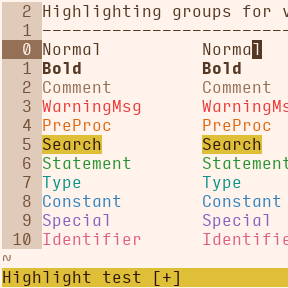 2 Highlighting groups for v
1 ---------------------------
0 Normal Normal
1 Bold Bold
2 Comment Comment
3 WarningMsg WarningMs
4 PreProc PreProc
5 Search Search
6 Statement Statement
7 Type Type
8 Constant Constant
9 Special Special
10 Identifier Identifie
~
Highlight test [+]